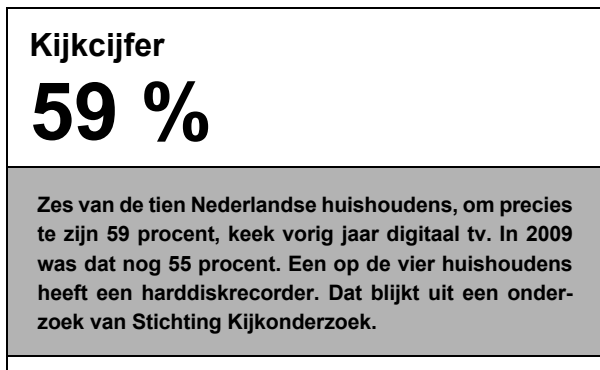 Kijkcijfer
59 %
Zes van de tien Nederlandse huishoudens, om precies
te zijn 59 procent, keek vorig jaar digitaal tv. In 2009
was dat nog 55 procent. Een op de vier huishoudens
heeft een harddiskrecorder. Dat blijkt uit een onder-
zoek van Stichting Kijkonderzoek.